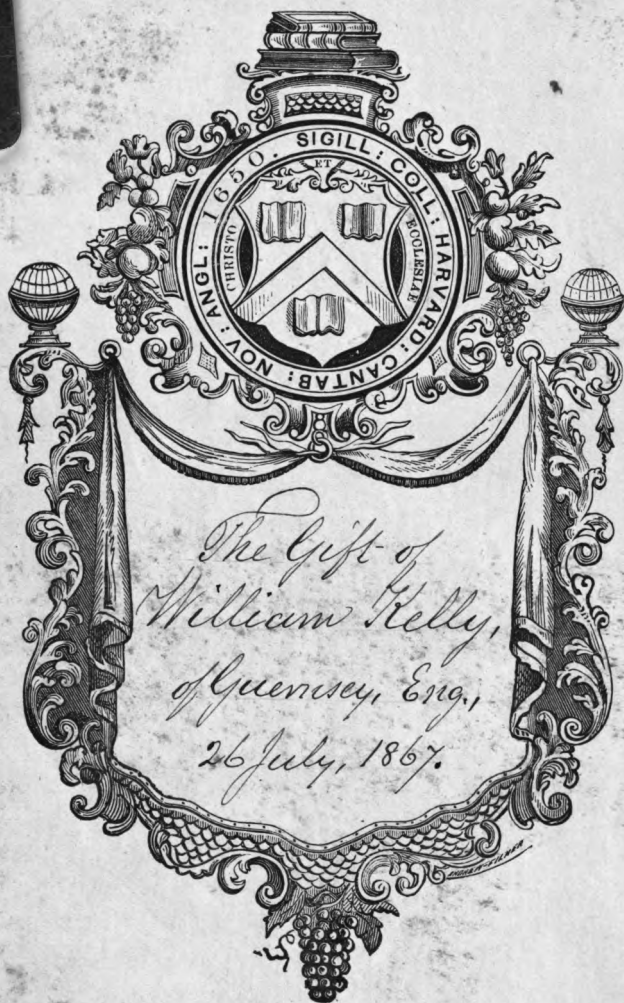 SIGILL: COLL: HARVARD: CANTAB: NOV: ANGL: 1650.
ET
CHRISTO
ECCLESIAE
The Gift of
William Kelly,
of Guernsey, Eng.,
26 July, 1867.